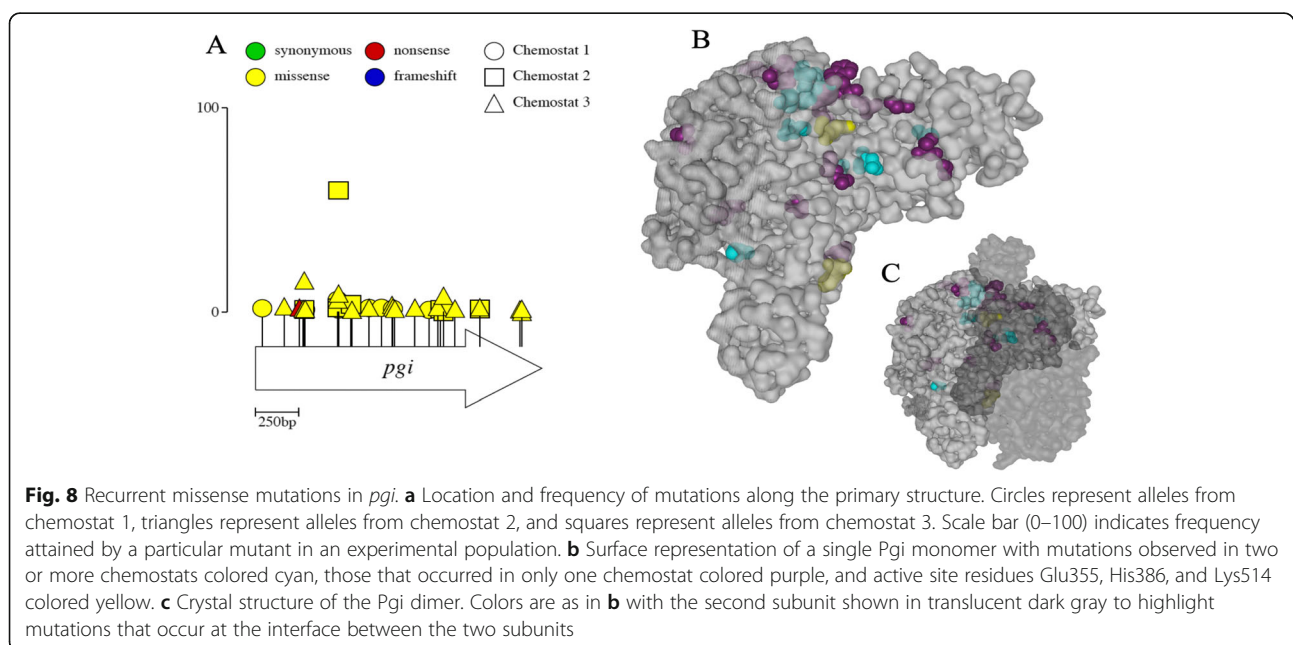 A
synonymous
nonsense
Chemostat 1
missense
frameshift
Chemostat 2
Chemostat 3
100
0
pgi
250bp
B
C
Fig. 8 Recurrent missense mutations in pgi. a Location and frequency of mutations along the primary structure. Circles represent alleles from
chemostat 1, triangles represent alleles from chemostat 2, and squares represent alleles from chemostat 3. Scale bar (0–100) indicates frequency
attained by a particular mutant in an experimental population. b Surface representation of a single Pgi monomer with mutations observed in two
or more chemostats colored cyan, those that occurred in only one chemostat colored purple, and active site residues Glu355, His386, and Lys514
colored yellow. c Crystal structure of the Pgi dimer. Colors are as in b with the second subunit shown in translucent dark gray to highlight
mutations that occur at the interface between the two subunits